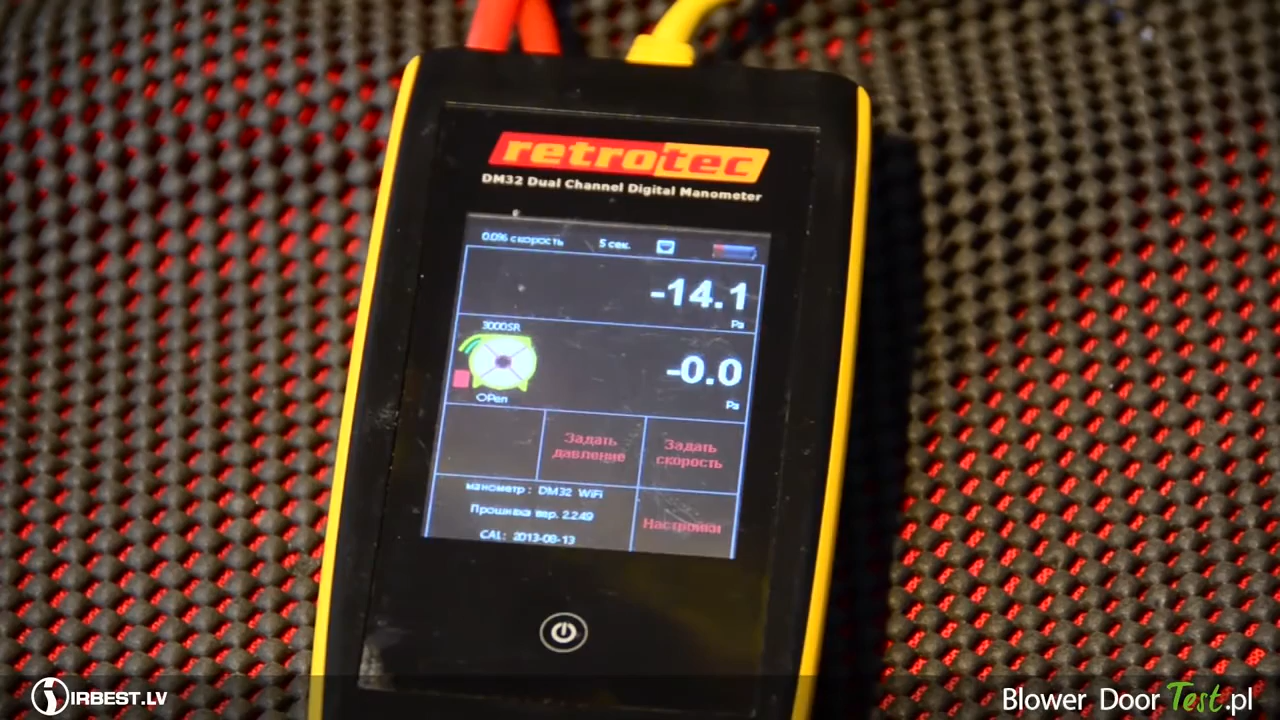 retrotec
DM32 Dual Channel Digital Manometer
0.0% скорость 5 сек.
-14.1
Pa
3000SR
-0.0
Pa
OPen
Задать
давление
Задать
скорость
манометр: DM32 WiFi
Прошивка вер. 2.2.49
Настройки
CAL: 2013-08-13
IRBEST.LV
Blower Door Test.pl